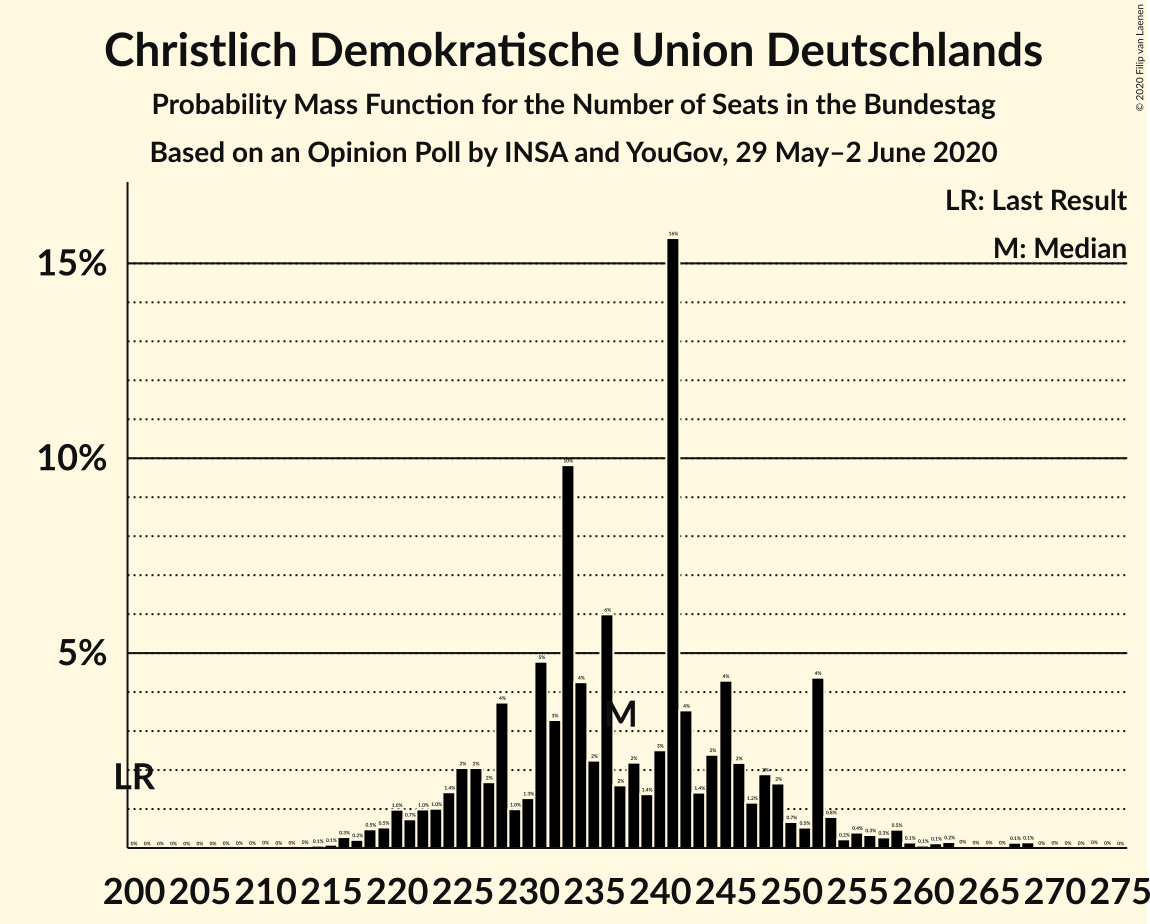 © 2020 Filip van Laenen
Christlich Demokratische Union Deutschlands
Probability Mass Function for the Number of Seats in the Bundestag
Based on an Opinion Poll by INSA and YouGov, 29 May–2 June 2020
LR: Last Result
M: Median
15%
10%
5%
16%
10%
6%
M
LR
200 205 210 215 220 225 230 235 240 245 250 255 260 265 270 275